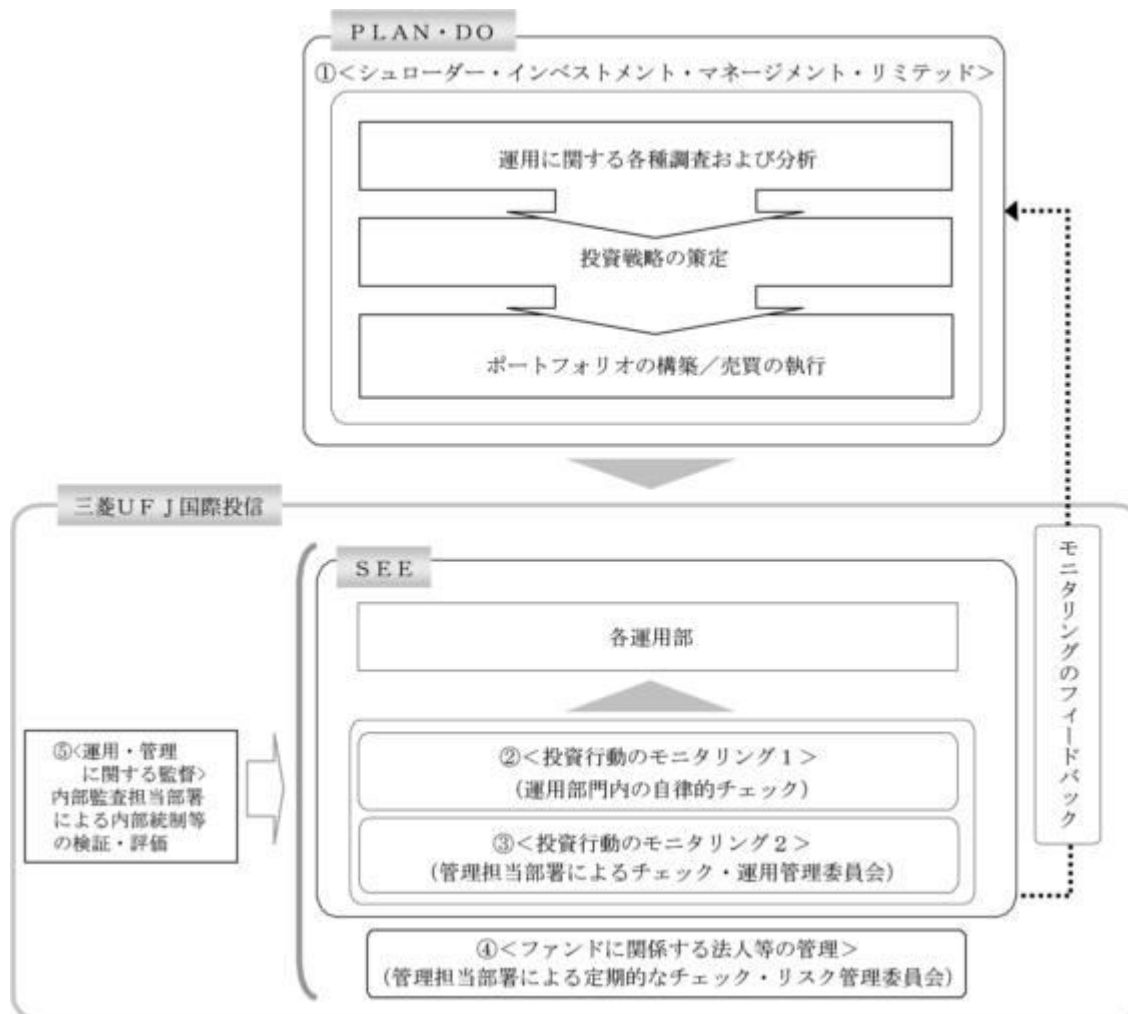 ＰＬＡＮ・ＤＯ
①＜シュローダー・インベストメント・マネージメント・リミテッド＞
運用に関する各種調査および分析
投資戦略の策定
ポートフォリオの構築／売買の執行
三菱ＵＦＪ国際投信
ＳＥＥ
各運用部
②＜投資行動のモニタリング１＞
（運用部門内の自律的チェック）
③＜投資行動のモニタリング２＞
（管理担当部署によるチェック・運用管理委員会）
④＜ファンドに関係する法人等の管理＞
（管理担当部署による定期的なチェック・リスク管理委員会）
⑤<運用・管理
に関する監督>
内部監査担当部署
による内部統制等
の検証・評価
モニタリングのフィードバック